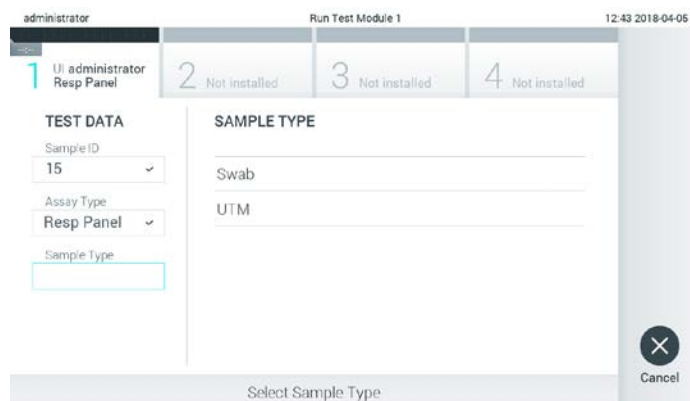 administrator Run Test Module 1 12:43 2018-04-05
1 UI administrator 2 Not installed 3 Not installed 4 Not installed
Resp Panel
TEST DATA SAMPLE TYPE
Sample ID
15
Swab
Assay Type
UTM
Resp Panel
Sample Type
Cancel
Select Sample Type